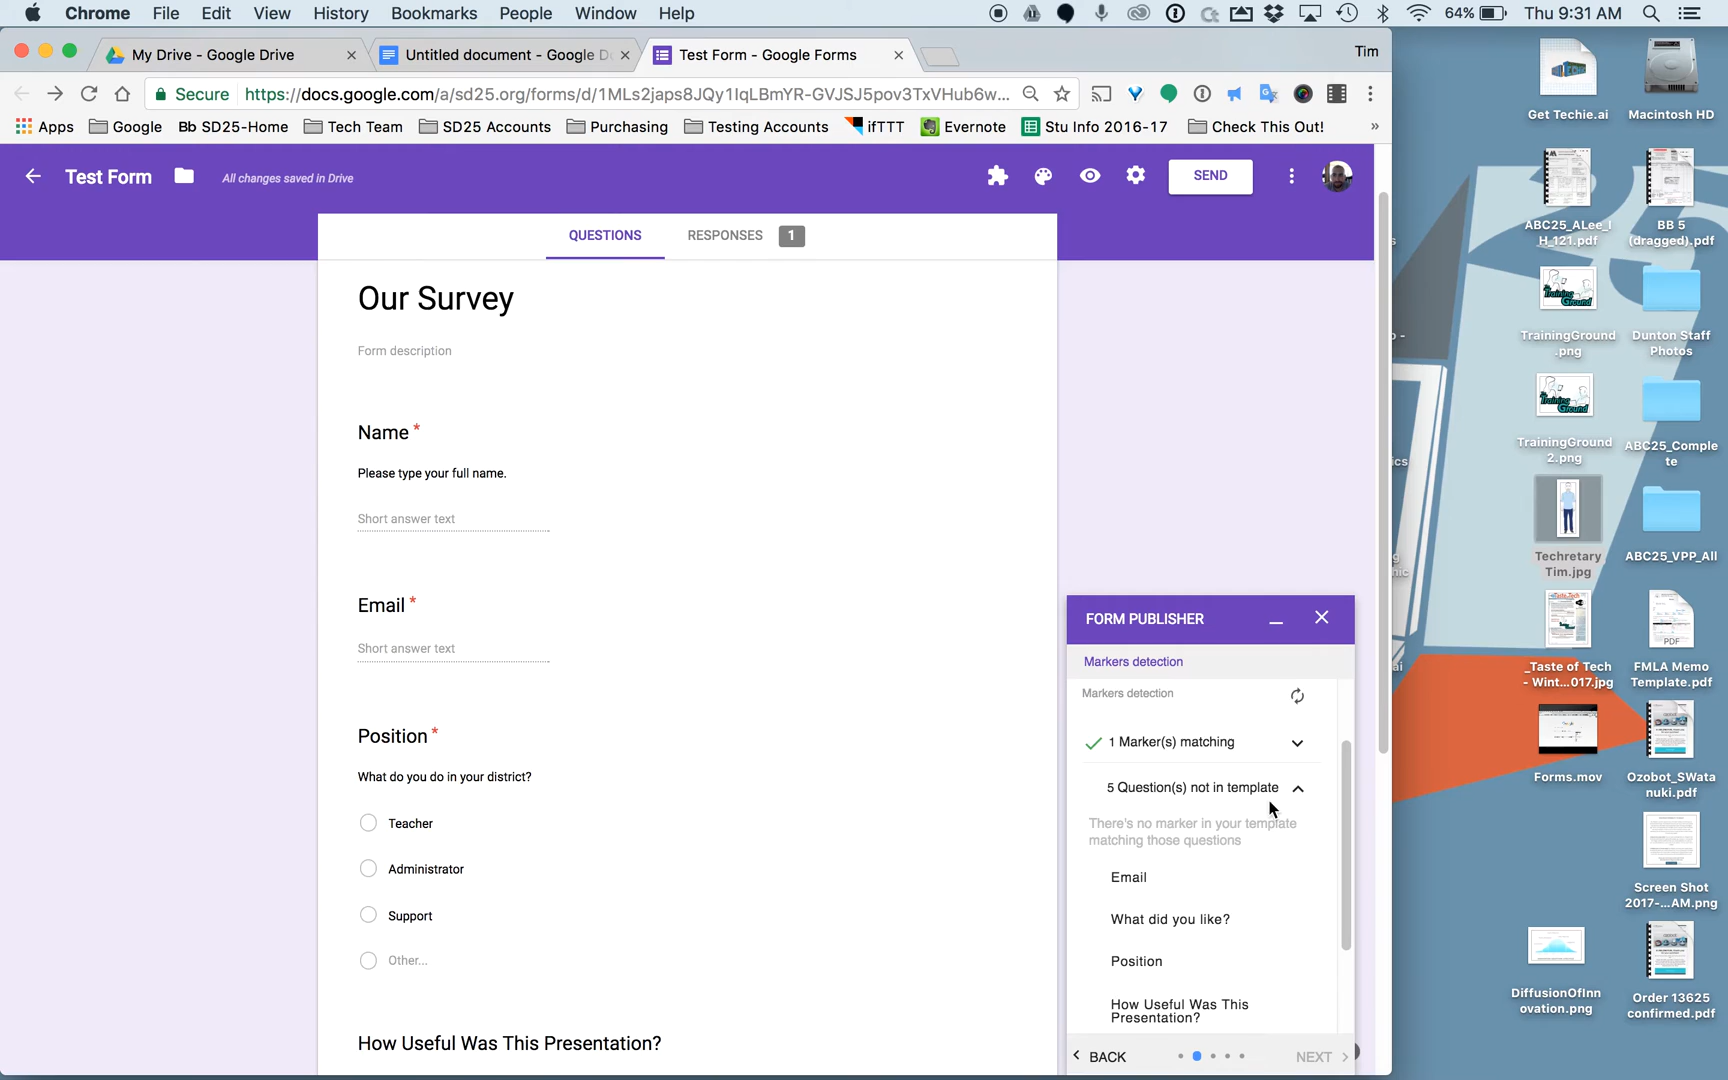 Chrome File Edit View History Bookmarks People Window Help 64% Thu 9:31 AM
My Drive - Google Drive
Untitled document - Google D
Test Form - Google Forms
Tim
Secure https://docs.google.com/a/sd25.org/forms/d/1MLs2japs8JQy1IqLBmYR-GVJSJ5pov3TxVHub6w...
Apps Google Bb SD25-Home Tech Team SD25 Accounts Purchasing Testing Accounts ifTTT Evernote Stu Info 2016-17 Check This Out! »
Test Form All changes saved in Drive SEND
QUESTIONS RESPONSES 1
Our Survey
Form description
Name *
Please type your full name.
Short answer text
Email *
Short answer text
Position *
What do you do in your district?
Teacher
Administrator
Support
Other...
How Useful Was This Presentation?
FORM PUBLISHER
Markers detection
Markers detection
1 Marker(s) matching
5 Question(s) not in template
There's no marker in your template
matching those questions
Email
What did you like?
Position
How Useful Was This
Presentation?
BACK NEXT
Get Techie.ai
Macintosh HD
ABC25_ALee_I
H_121.pdf
BB 5
(dragged).pdf
TrainingGround
.png
Dunton Staff
Photos
TrainingGround
2.png
ABC25_Comple
te
Techretary
Tim.jpg
ABC25_VPP_All
_Taste of Tech
- Wint...017.jpg
PDF
FMLA Memo
Template.pdf
Forms.mov
Ozobot_SWata
nuki.pdf
Screen Shot
2017-...AM.png
DiffusionOfInn
ovation.png
Order 13625
confirmed.pdf